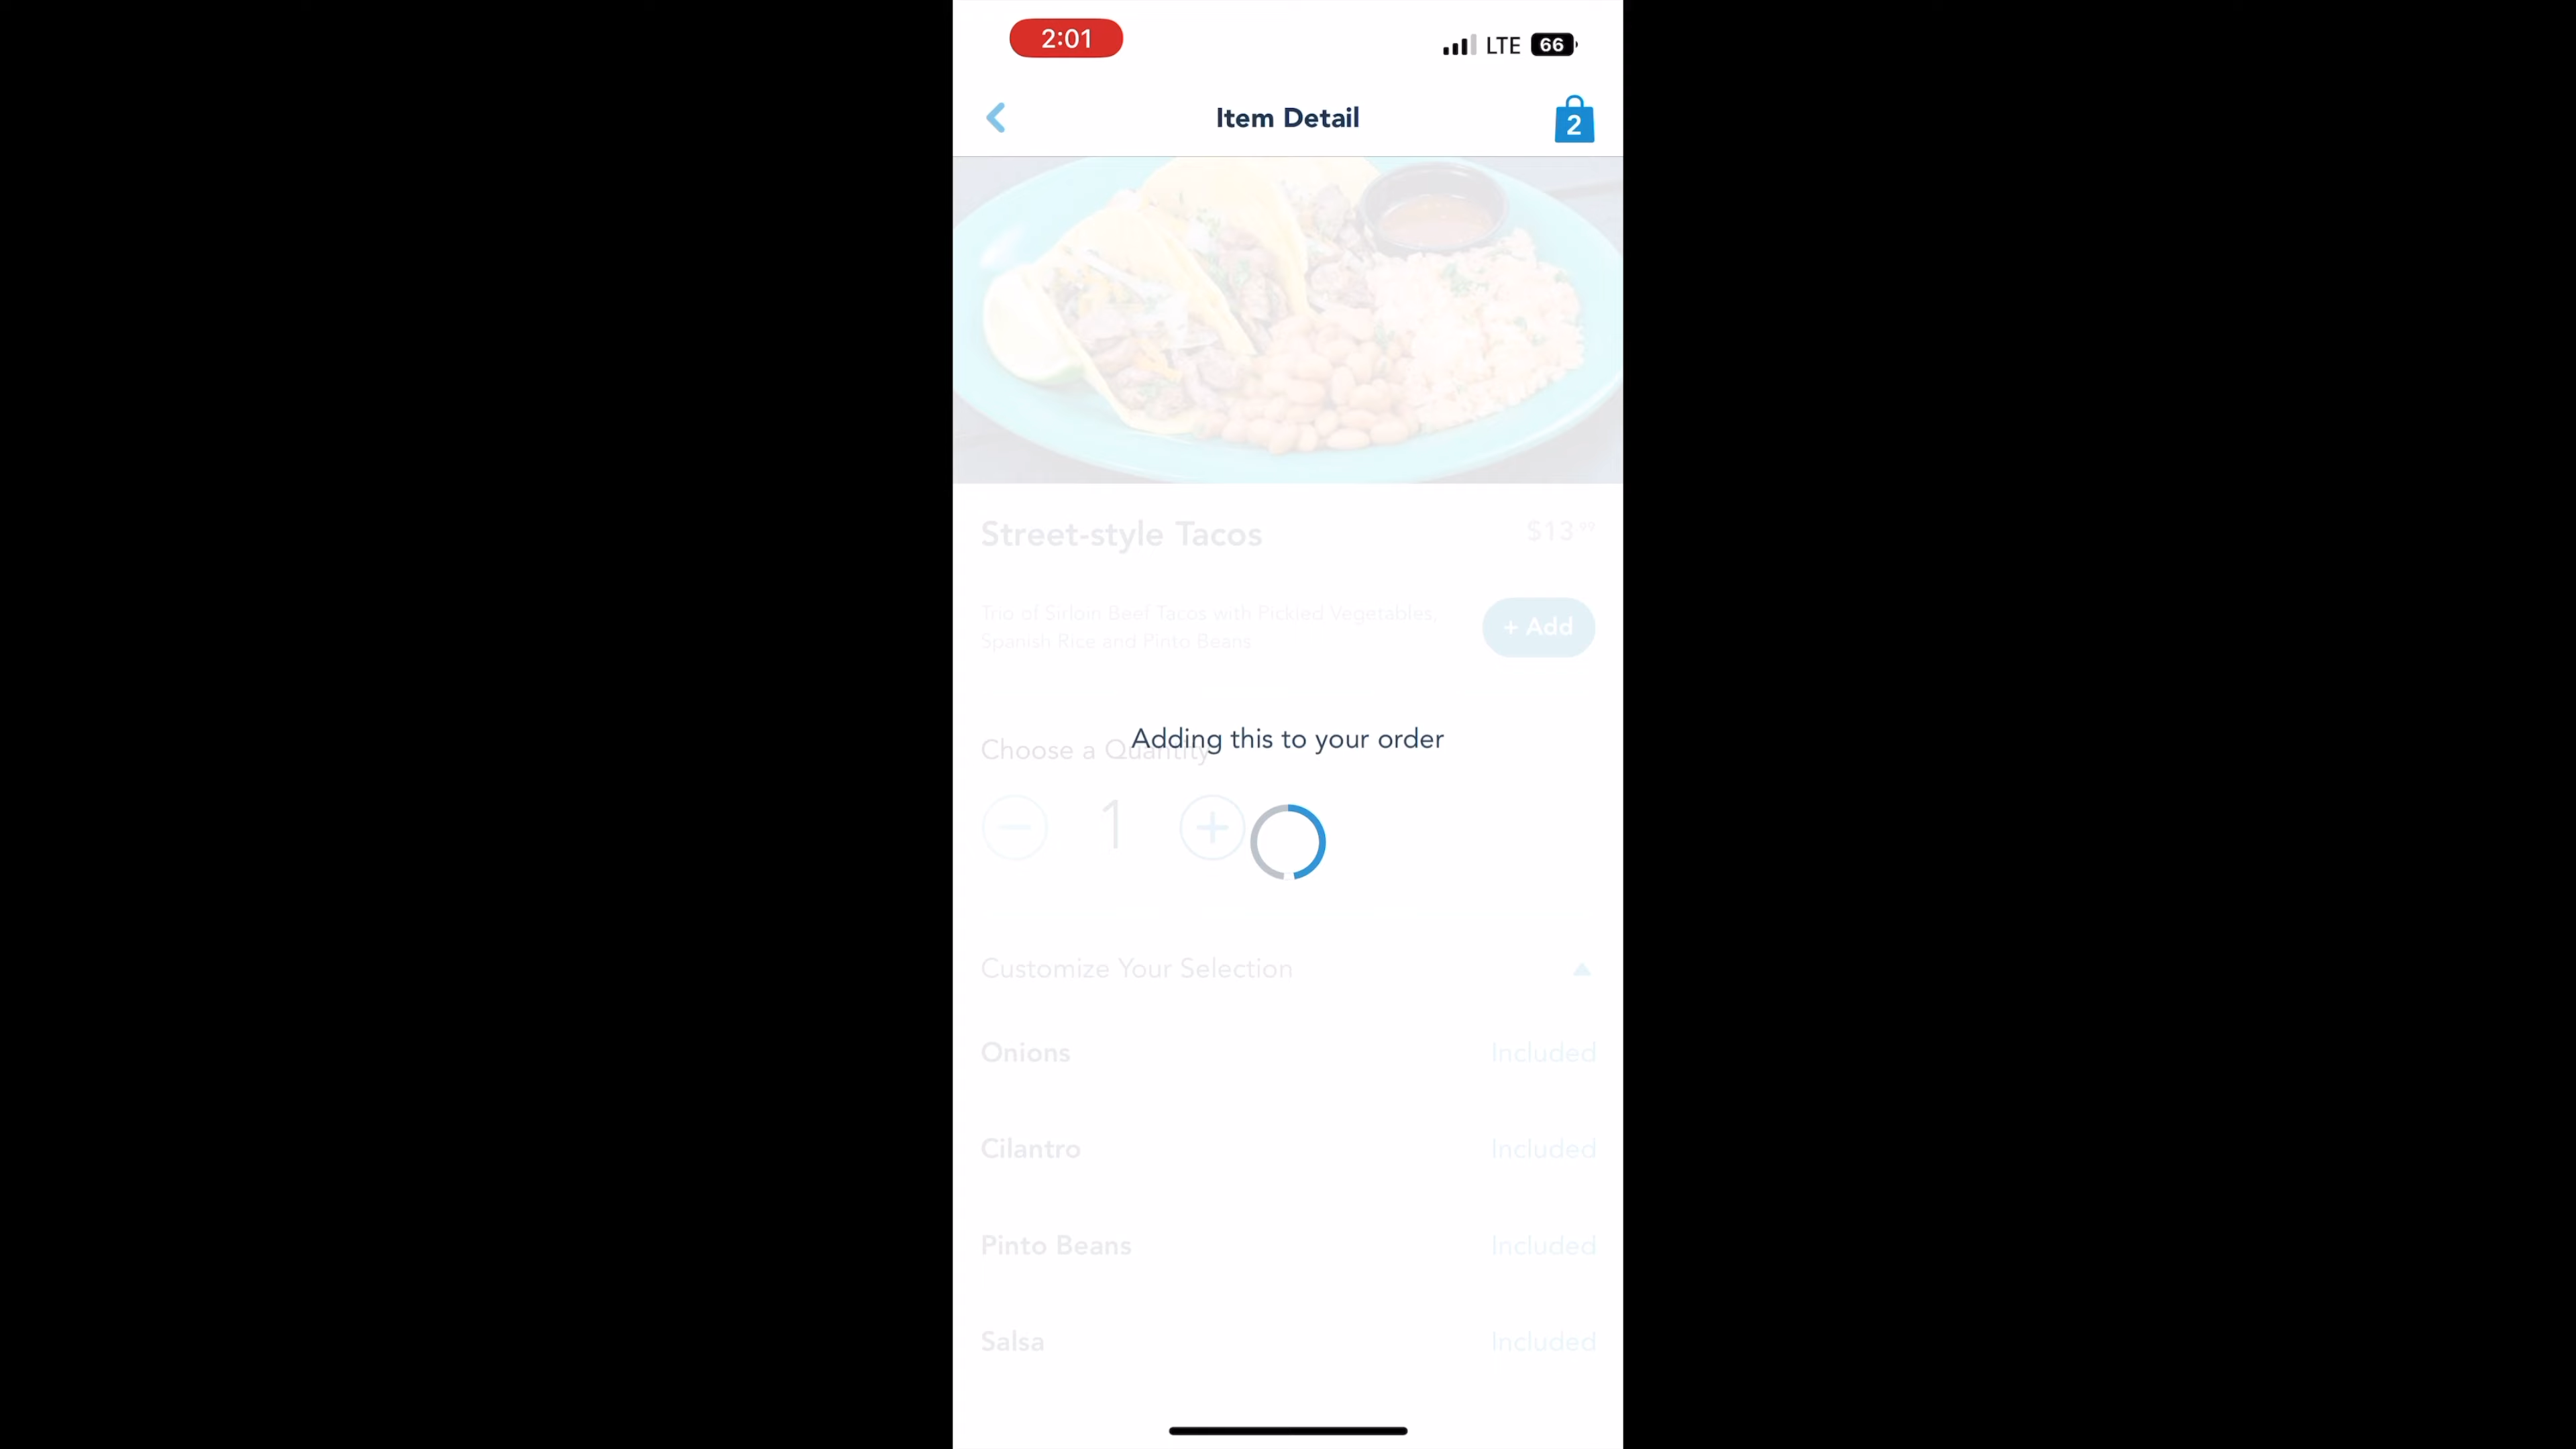 2:01
LTE 66
Item Detail
2
Street-style Tacos
$13.99
Trio of Sirloin Beef Tacos with Pickled Vegetables,
Spanish Rice and Pinto Beans
+ Add
Adding this to your order
Choose a Quantity
1
Customize Your Selection
Onions Included
Cilantro Included
Pinto Beans Included
Salsa Included